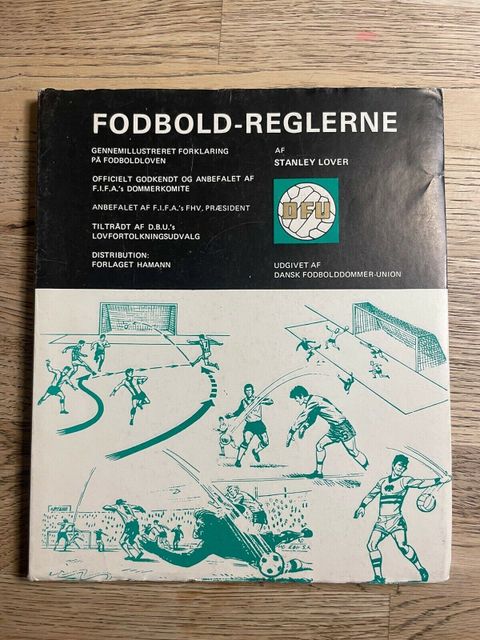 FODBOLD-REGLERNE
GENNEMILLUSTRERET FORKLARING
PÅ FODBOLDLOVEN
OFFICIELT GODKENDT OG ANBEFALET AF
F.I.F.A.'s DOMMERKOMITE
ANBEFALET AF F.I.F.A.'s FHV, PRÆSIDENT
TILTRÅDT AF D.B.U.'s
LOVFORTOLKNINGSUDVALG
DISTRIBUTION:
FORLAGET HAMANN
AF
STANLEY LOVER
DFU
UDGIVET AF
DANSK FODBOLDDOMMER-UNION